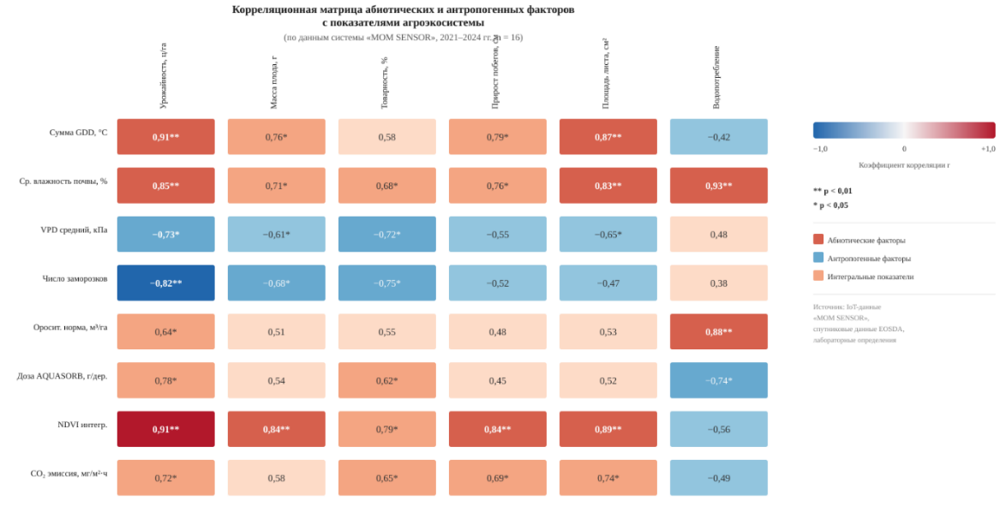 Корреляционная матрица абиотических и антропогенных факторов
с показателями агроэкосистемы
(по данным системы «MOM SENSOR», 2021–2024 гг. n = 16)
Урожайность, ц/га
Масса плода, г
Товарность, %
Прирост побегов, см
Площадь листа, см²
Водопотребление
Сумма GDD, °C 0,91** 0,76* 0,58 0,79* 0,87** −0,42
Ср. влажность почвы, % 0,85** 0,71* 0,68* 0,76* 0,83** 0,93**
VPD средний, кПа −0,73* −0,61* −0,72* −0,55 −0,65* 0,48
Число заморозков −0,82** −0,68* −0,75* −0,52 −0,47 0,38
Оросит. норма, м³/га 0,64* 0,51 0,55 0,48 0,53 0,88**
Доза AQUASORB, г/дер. 0,78* 0,54 0,62* 0,45 0,52 −0,74*
NDVI интегр. 0,91** 0,84** 0,79* 0,84** 0,89** −0,56
CO₂ эмиссия, мг/м²·ч 0,72* 0,58 0,65* 0,69* 0,74* −0,49
−1,0 0 +1,0
Коэффициент корреляции r
** p < 0,01
* p < 0,05
Абиотические факторы
Антропогенные факторы
Интегральные показатели
Источник: IoT-данные
«MOM SENSOR»,
спутниковые данные EOSDA,
лабораторные определения